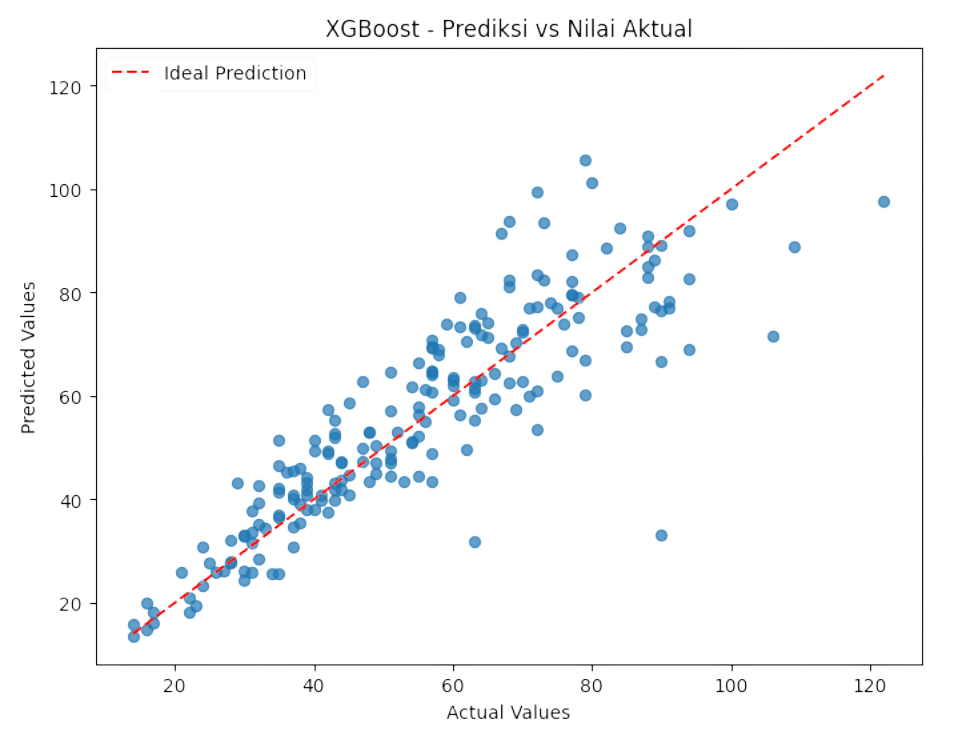 XGBoost - Prediksi vs Nilai Aktual
Ideal Prediction
120
100
80
60
40
20
Predicted Values
20 40 60 80 100 120
Actual Values